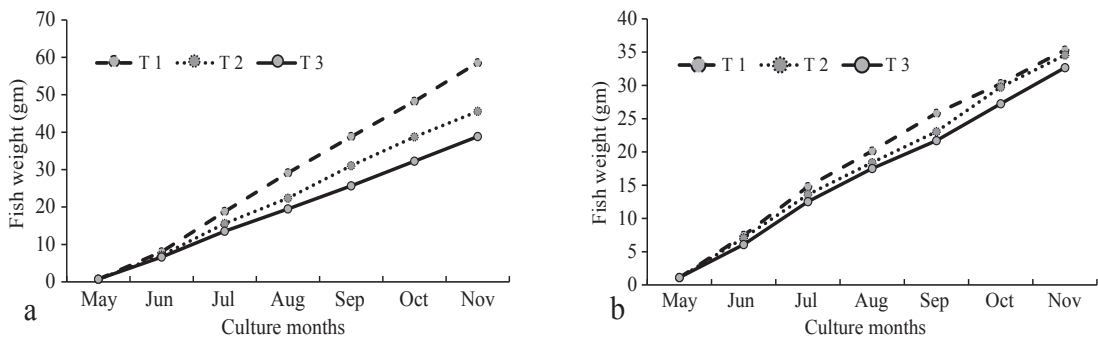 70
60
50
40
30
20
10
0
Fish weight (gm)
T 1 T 2 T 3
May Jun Jul Aug Sep Oct Nov
Culture months
a
40
35
30
25
20
15
10
5
0
Fish weight (gm)
T 1 T 2 T 3
May Jun Jul Aug Sep Oct Nov
Culture months
b